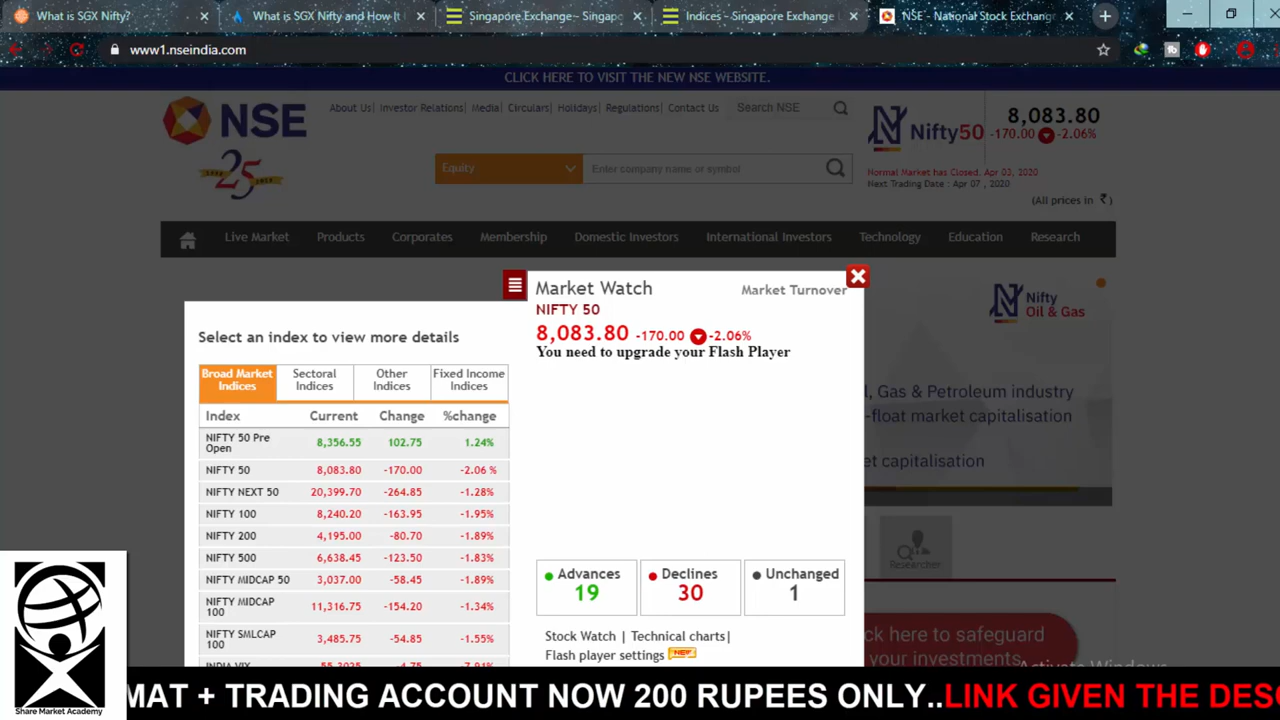 What is SGX Nifty?
What is SGX Nifty and How It
Singapore Exchange - Singap
Indices - Singapore Exchange
NSE - National Stock Exchang
www1.nseindia.com
CLICK HERE TO VISIT THE NEW NSE WEBSITE.
NSE
25
About Us| Investor Relations| Media| Circulars| Holidays| Regulations| Contact Us
Search NSE
Equity
Enter company name or symbol
Nifty50
8,083.80
-170.00 -2.06%
Normal Market has Closed, Apr 03, 2020
Next Trading Date : Apr 07 , 2020
(All prices in ₹)
Live Market Products Corporates Membership Domestic Investors International Investors Technology Education Research
Market Watch
Market Turnover
NIFTY 50
8,083.80 -170.00 -2.06%
You need to upgrade your Flash Player
Select an index to view more details
Broad Market Indices
Sectoral Indices
Other Indices
Fixed Income Indices
Index Current Change %change
NIFTY 50 Pre Open 8,356.55 102.75 1.24%
NIFTY 50 8,083.80 -170.00 -2.06 %
NIFTY NEXT 50 20,399.70 -264.85 -1.28%
NIFTY 100 8,240.20 -163.95 -1.95%
NIFTY 200 4,195.00 -80.70 -1.89%
NIFTY 500 6,638.45 -123.50 -1.83%
NIFTY MIDCAP 50 3,037.00 -58.45 -1.89%
NIFTY MIDCAP 100 11,316.75 -154.20 -1.34%
NIFTY SMLCAP 100 3,485.75 -54.85 -1.55%
INDIA VIX 55.3025 -4.75 -7.91%
Advances
19
Declines
30
Unchanged
1
Stock Watch | Technical charts|
Flash player settings NEW
Nifty
Oil & Gas
, Gas & Petroleum industry
-float market capitalisation
et capitalisation
Researcher
ck here to safeguard
your investments
Activate Windows
Share Market Academy
MAT + TRADING ACCOUNT NOW 200 RUPEES ONLY..LINK GIVEN THE DES